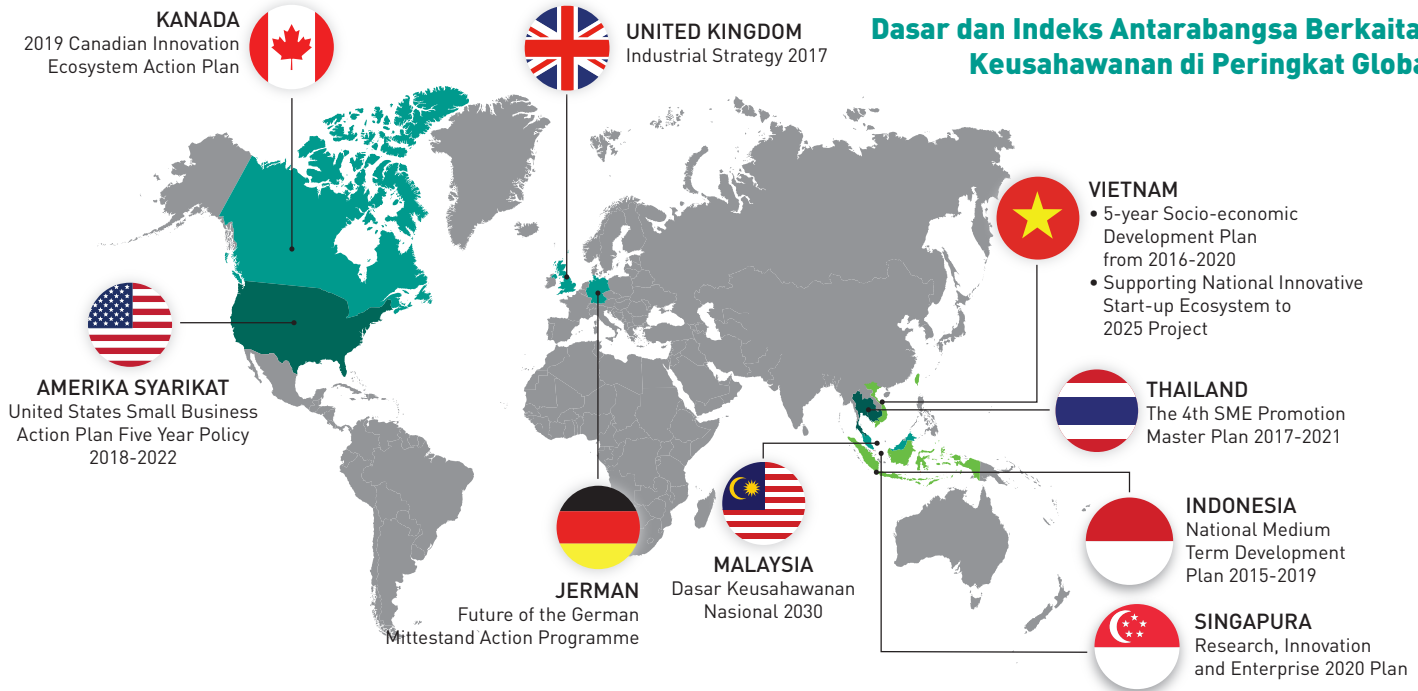 KANADA
2019 Canadian Innovation
Ecosystem Action Plan
UNITED KINGDOM
Industrial Strategy 2017
Dasar dan Indeks Antarabangsa Berkaita
Keusahawanan di Peringkat Globa
VIETNAM
• 5-year Socio-economic
Development Plan
from 2016-2020
• Supporting National Innovative
Start-up Ecosystem to
2025 Project
AMERIKA SYARIKAT
United States Small Business
Action Plan Five Year Policy
2018-2022
THAILAND
The 4th SME Promotion
Master Plan 2017-2021
JERMAN
Future of the German
Mittestand Action Programme
MALAYSIA
Dasar Keusahawanan
Nasional 2030
INDONESIA
National Medium
Term Development
Plan 2015-2019
SINGAPURA
Research, Innovation
and Enterprise 2020 Plan